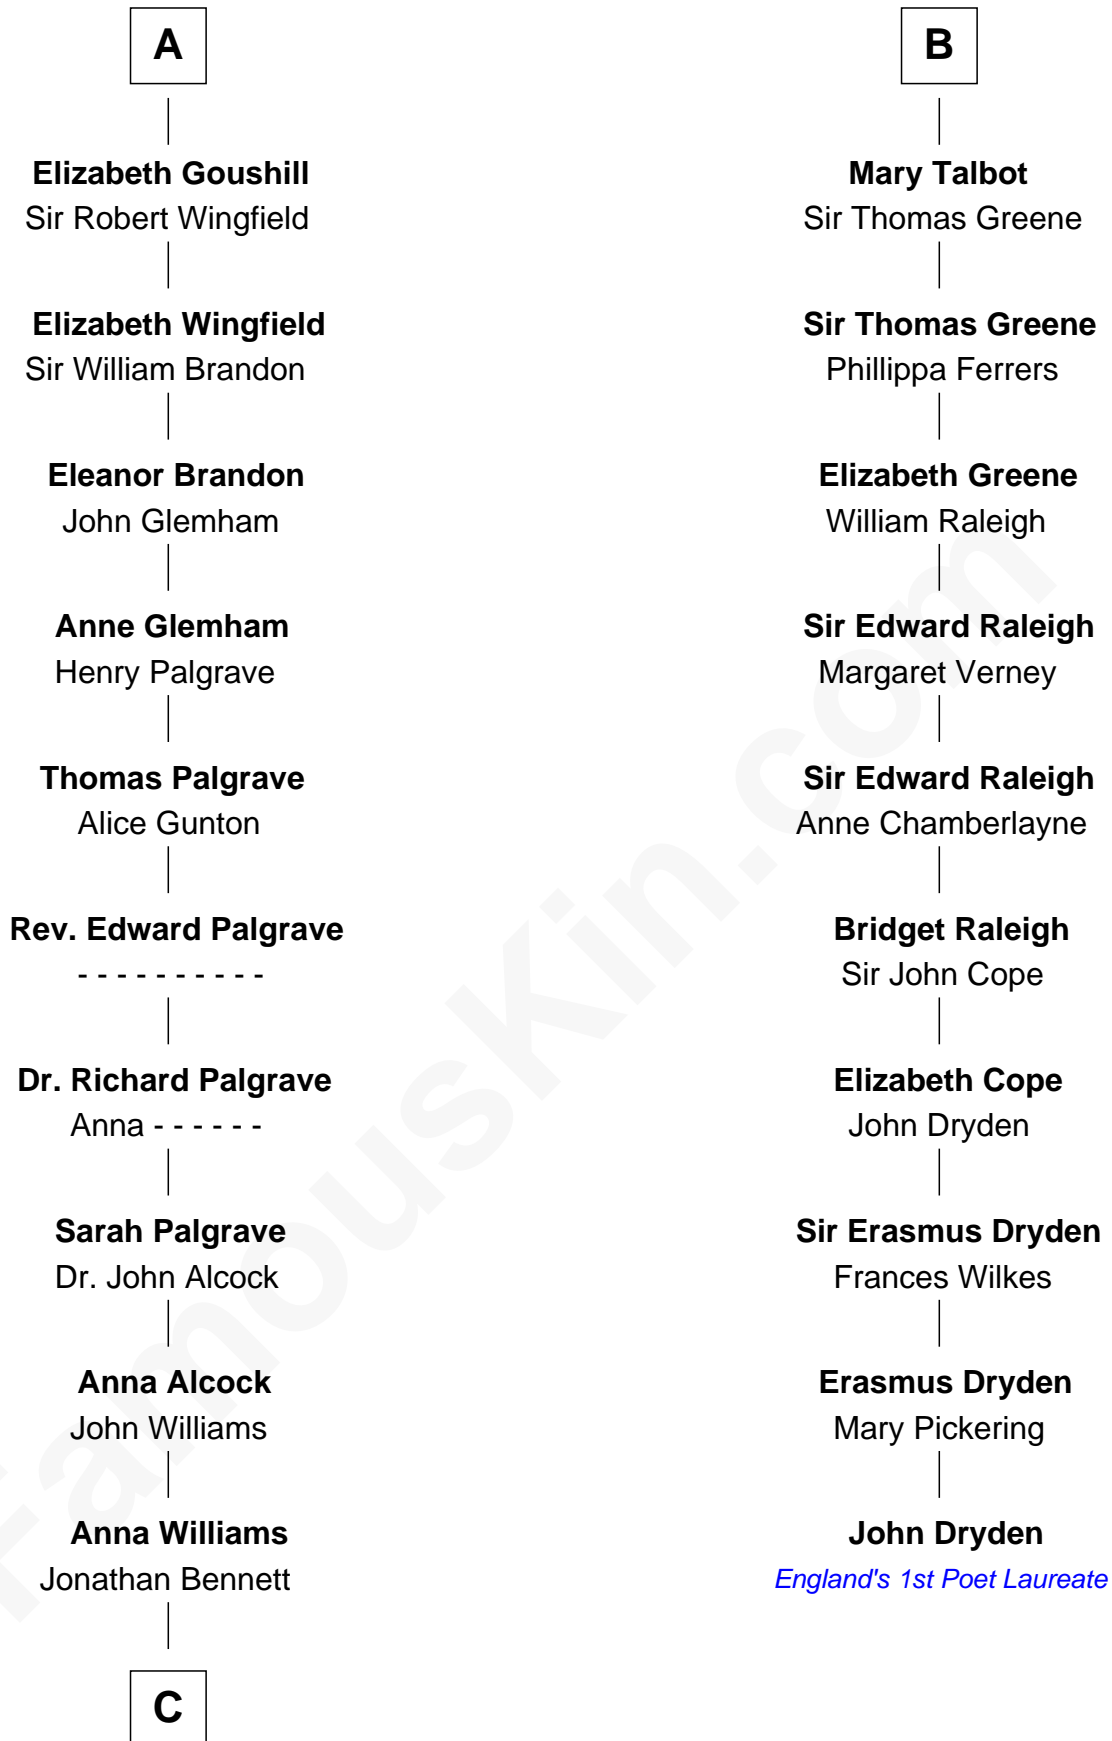 A
Elizabeth Goushill
Sir Robert Wingfield
Elizabeth Wingfield
Sir William Brandon
Eleanor Brandon
John Glemham
Anne Glemham
Henry Palgrave
Thomas Palgrave
Alice Gunton
Rev. Edward Palgrave
- - - - - - - - - -
Dr. Richard Palgrave
Anna - - - - - -
Sarah Palgrave
Dr. John Alcock
Anna Alcock
John Williams
Anna Williams
Jonathan Bennett
C
B
Mary Talbot
Sir Thomas Greene
Sir Thomas Greene
Phillippa Ferrers
Elizabeth Greene
William Raleigh
Sir Edward Raleigh
Margaret Verney
Sir Edward Raleigh
Anne Chamberlayne
Bridget Raleigh
Sir John Cope
Elizabeth Cope
John Dryden
Sir Erasmus Dryden
Frances Wilkes
Erasmus Dryden
Mary Pickering
John Dryden
England's 1st Poet Laureate
FamousKin.com